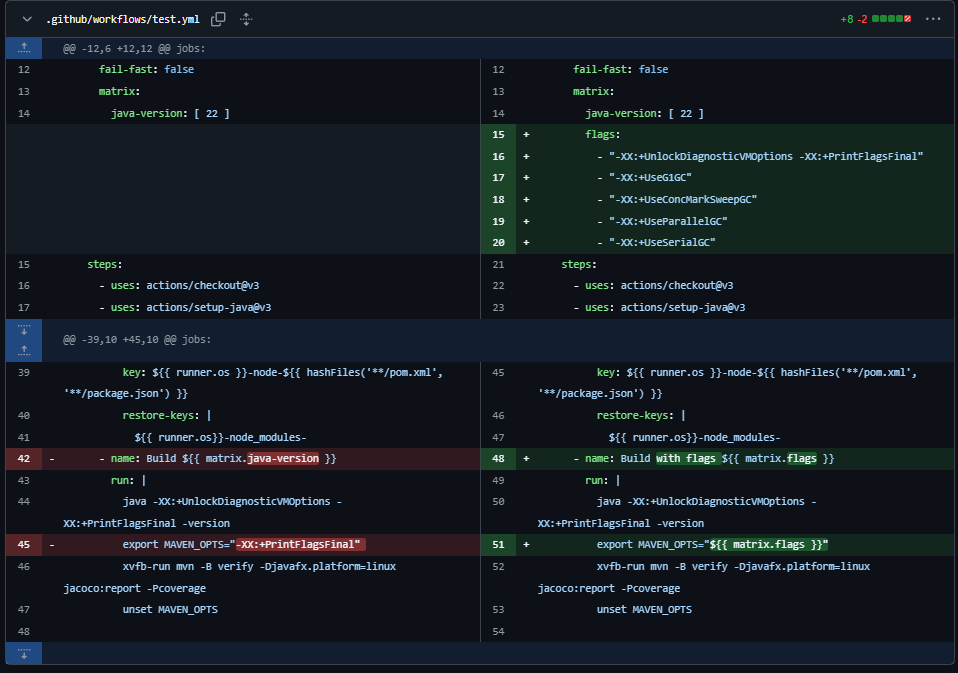 .github/workflows/test.yml
+8 -2
@@ -12,6 +12,12 @@ jobs:
12 fail-fast: false
13 matrix:
14 java-version: [ 22 ]
15 steps:
16 - uses: actions/checkout@v3
17 - uses: actions/setup-java@v3
12 fail-fast: false
13 matrix:
14 java-version: [ 22 ]
15 + flags:
16 + - "-XX:+UnlockDiagnosticVMOptions -XX:+PrintFlagsFinal"
17 + - "-XX:+UseG1GC"
18 + - "-XX:+UseConcMarkSweepGC"
19 + - "-XX:+UseParallelGC"
20 + - "-XX:+UseSerialGC"
21 steps:
22 - uses: actions/checkout@v3
23 - uses: actions/setup-java@v3
@@ -39,10 +45,10 @@ jobs:
39 key: ${{ runner.os }}-node-${{ hashFiles('**/pom.xml',
'**/package.json') }}
40 restore-keys: |
41 ${{ runner.os}}-node_modules-
42 - - name: Build ${{ matrix.java-version }}
43 run: |
44 java -XX:+UnlockDiagnosticVMOptions -
XX:+PrintFlagsFinal -version
45 - export MAVEN_OPTS="-XX:+PrintFlagsFinal"
46 xvfb-run mvn -B verify -Djavafx.platform=linux
jacoco:report -Pcoverage
47 unset MAVEN_OPTS
48
45 key: ${{ runner.os }}-node-${{ hashFiles('**/pom.xml',
'**/package.json') }}
46 restore-keys: |
47 ${{ runner.os}}-node_modules-
48 + - name: Build with flags ${{ matrix.flags }}
49 run: |
50 java -XX:+UnlockDiagnosticVMOptions -
XX:+PrintFlagsFinal -version
51 + export MAVEN_OPTS="${{ matrix.flags }}"
52 xvfb-run mvn -B verify -Djavafx.platform=linux
jacoco:report -Pcoverage
53 unset MAVEN_OPTS
54